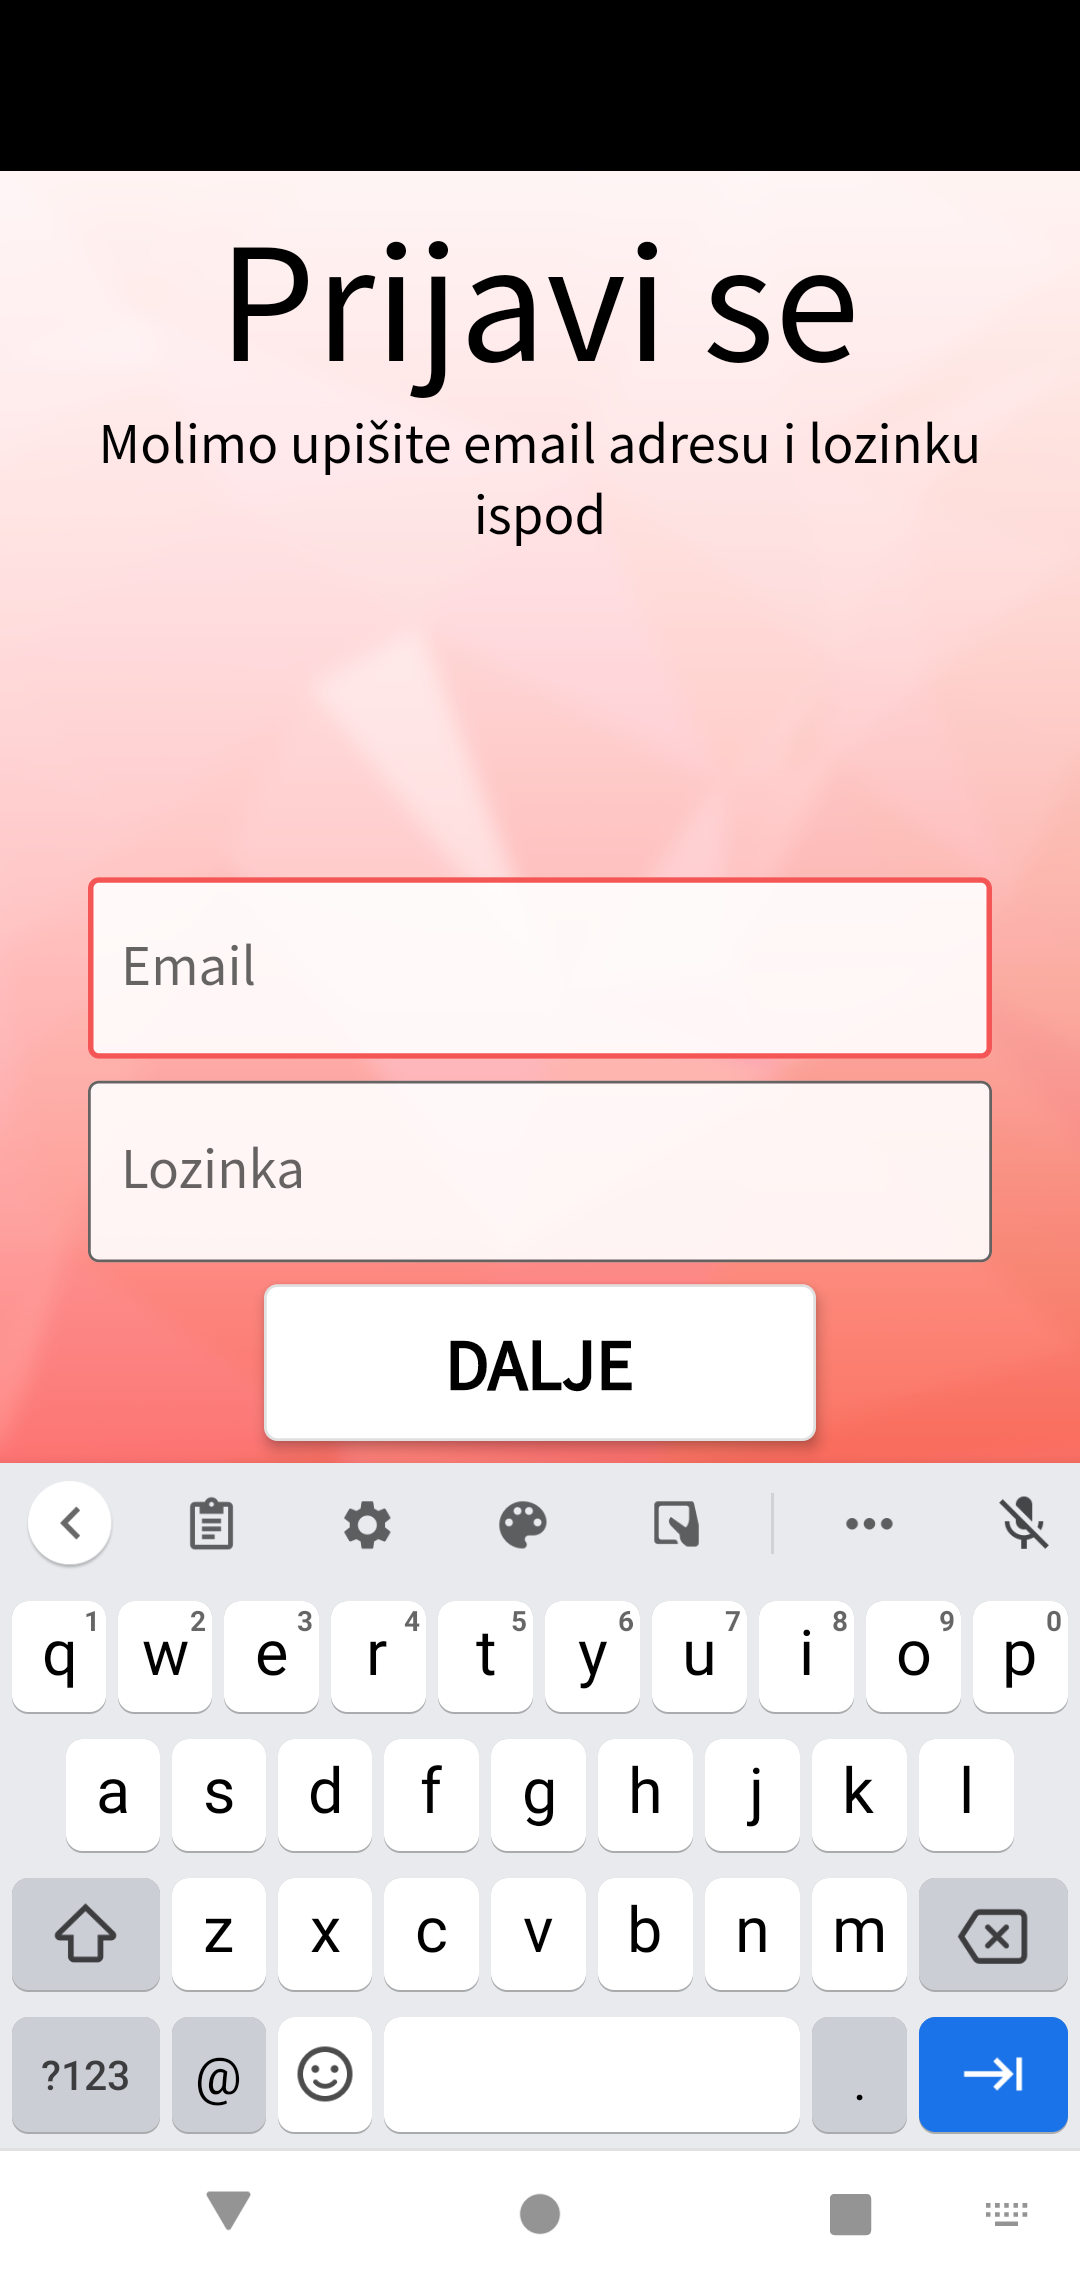 Prijavi se
Molimo upišite email adresu i lozinku
ispod
Email
Lozinka
DALJE
q 1 w 2 e 3 r 4 t 5 y 6 u 7 i 8 o 9 p 0
a s d f g h j k l
z x c v b n m
?123 @ .